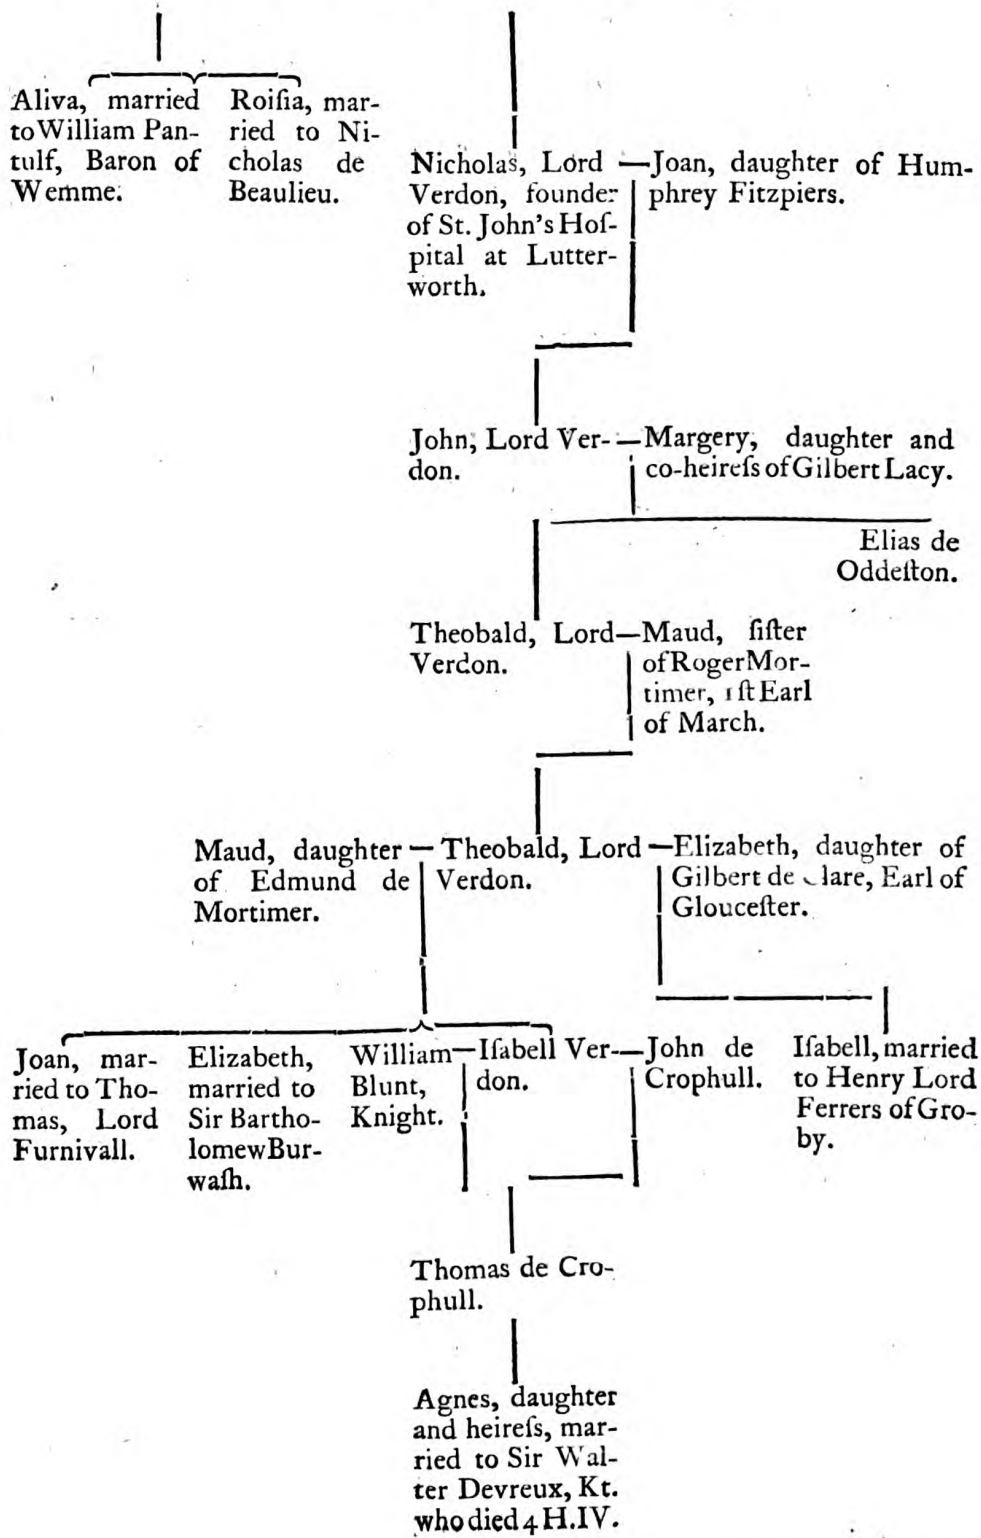 Aliva, married
to William Pan-
tulf, Baron of
Wemme.
Roiſia, mar-
ried to Ni-
cholas de
Beaulieu.
Nicholas, Lord
Verdon, founder
of St. John's Hoſ-
pital at Lutter-
worth.
Joan, daughter of Hum-
phrey Fitzpiers.
John, Lord Ver-
don.
Margery, daughter and
co-heireſs of Gilbert Lacy.
Elias de
Oddeſton.
Theobald, Lord
Verdon.
Maud, ſiſter
of Roger Mor-
timer, 1ſt Earl
of March.
Maud, daughter
of Edmund de
Mortimer.
Theobald, Lord
Verdon.
Elizabeth, daughter of
Gilbert de Clare, Earl of
Glouceſter.
Joan, mar-
ried to Tho-
mas, Lord
Furnivall.
Elizabeth,
married to
Sir Bartho-
lomew Bur-
waſh.
William
Blunt,
Knight.
Iſabell Ver-
don.
John de
Crophull.
Iſabell, married
to Henry Lord
Ferrers of Gro-
by.
Thomas de Cro-
phull.
Agnes, daughter
and heireſs, mar-
ried to Sir Wal-
ter Devreux, Kt.
who died 4 H.IV.